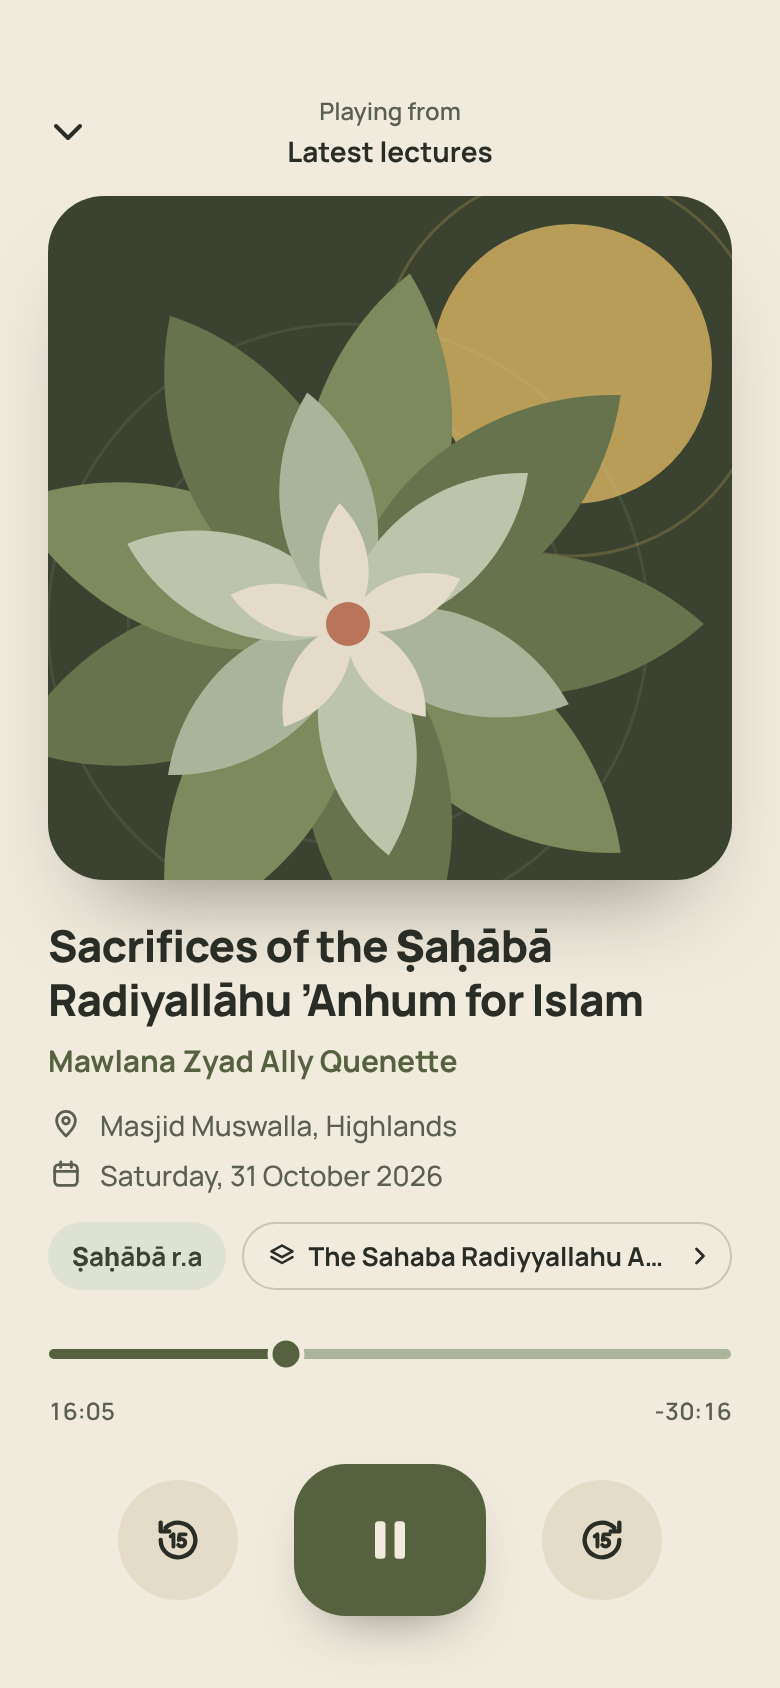 Playing from
Latest lectures
Sacrifices of the Ṣaḥābā
Radiyallāhu ’Anhum for Islam
Mawlana Zyad Ally Quenette
Masjid Muswalla, Highlands
Saturday, 31 October 2026
Ṣaḥābā r.a
The Sahaba Radiyyallahu A...
16:05
-30:16
15
15